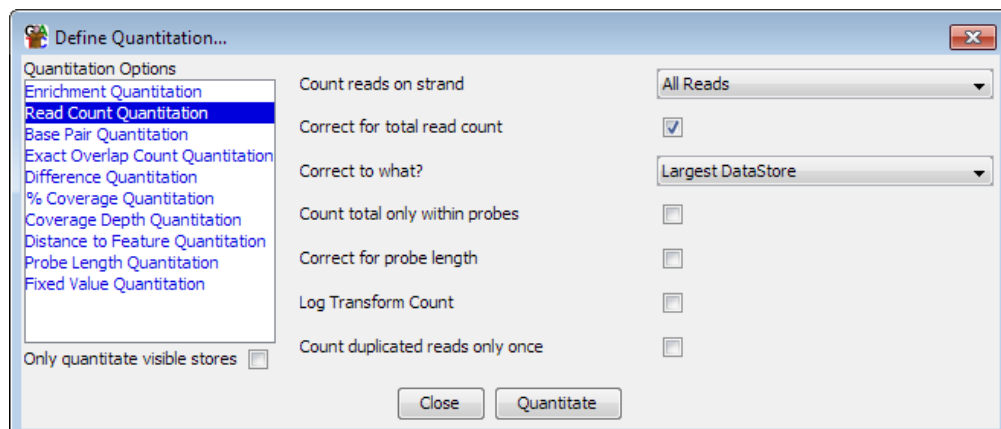 Define Quantitation...
Quantitation Options
Enrichment Quantitation
Read Count Quantitation
Base Pair Quantitation
Exact Overlap Count Quantitation
Difference Quantitation
% Coverage Quantitation
Coverage Depth Quantitation
Distance to Feature Quantitation
Probe Length Quantitation
Fixed Value Quantitation
Only quantitate visible stores
Count reads on strand All Reads
Correct for total read count
Correct to what? Largest DataStore
Count total only within probes
Correct for probe length
Log Transform Count
Count duplicated reads only once
Close Quantitate